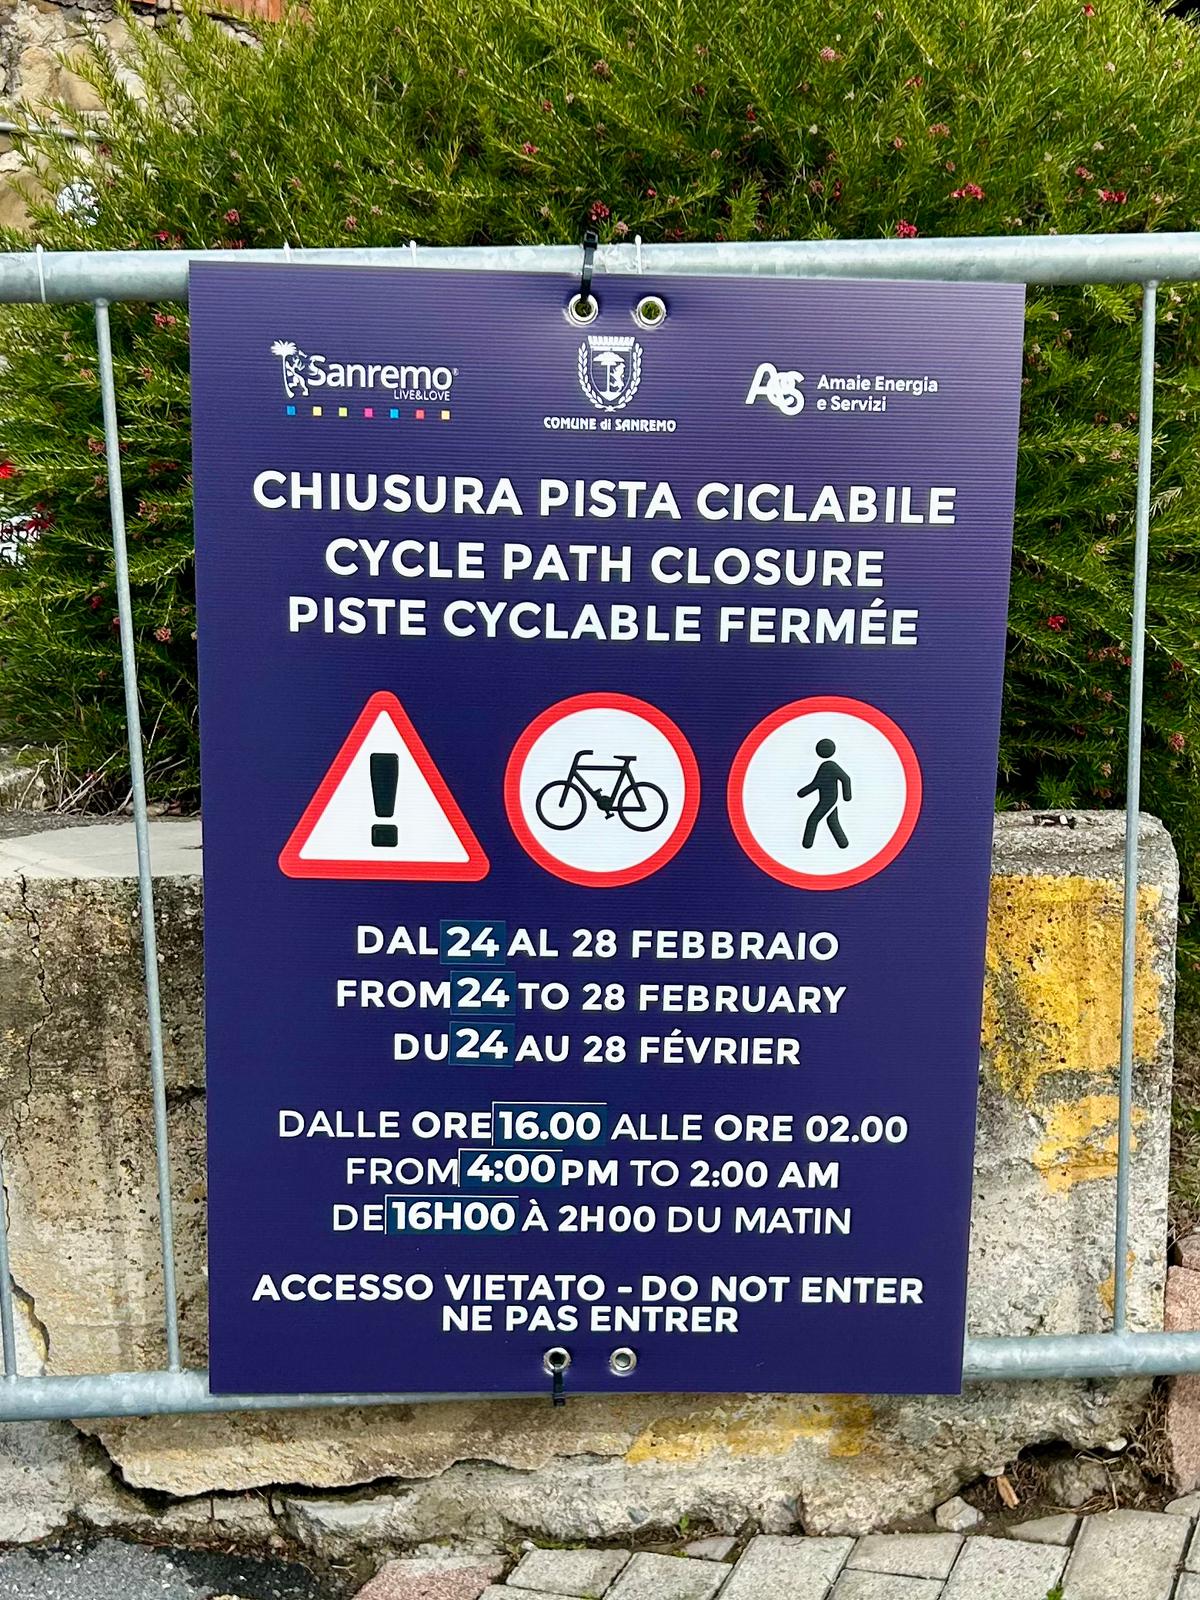 Sanremo
LIVE&LOVE
COMUNE di SANREMO
Amaie Energia
e Servizi
CHIUSURA PISTA CICLABILE
CYCLE PATH CLOSURE
PISTE CYCLABLE FERMÉE
DAL 24 AL 28 FEBBRAIO
FROM 24 TO 28 FEBRUARY
DU 24 AU 28 FÉVRIER
DALLE ORE 16.00 ALLE ORE 02.00
FROM 4:00 PM TO 2:00 AM
DE 16H00 À 2H00 DU MATIN
ACCESSO VIETATO - DO NOT ENTER
NE PAS ENTRER